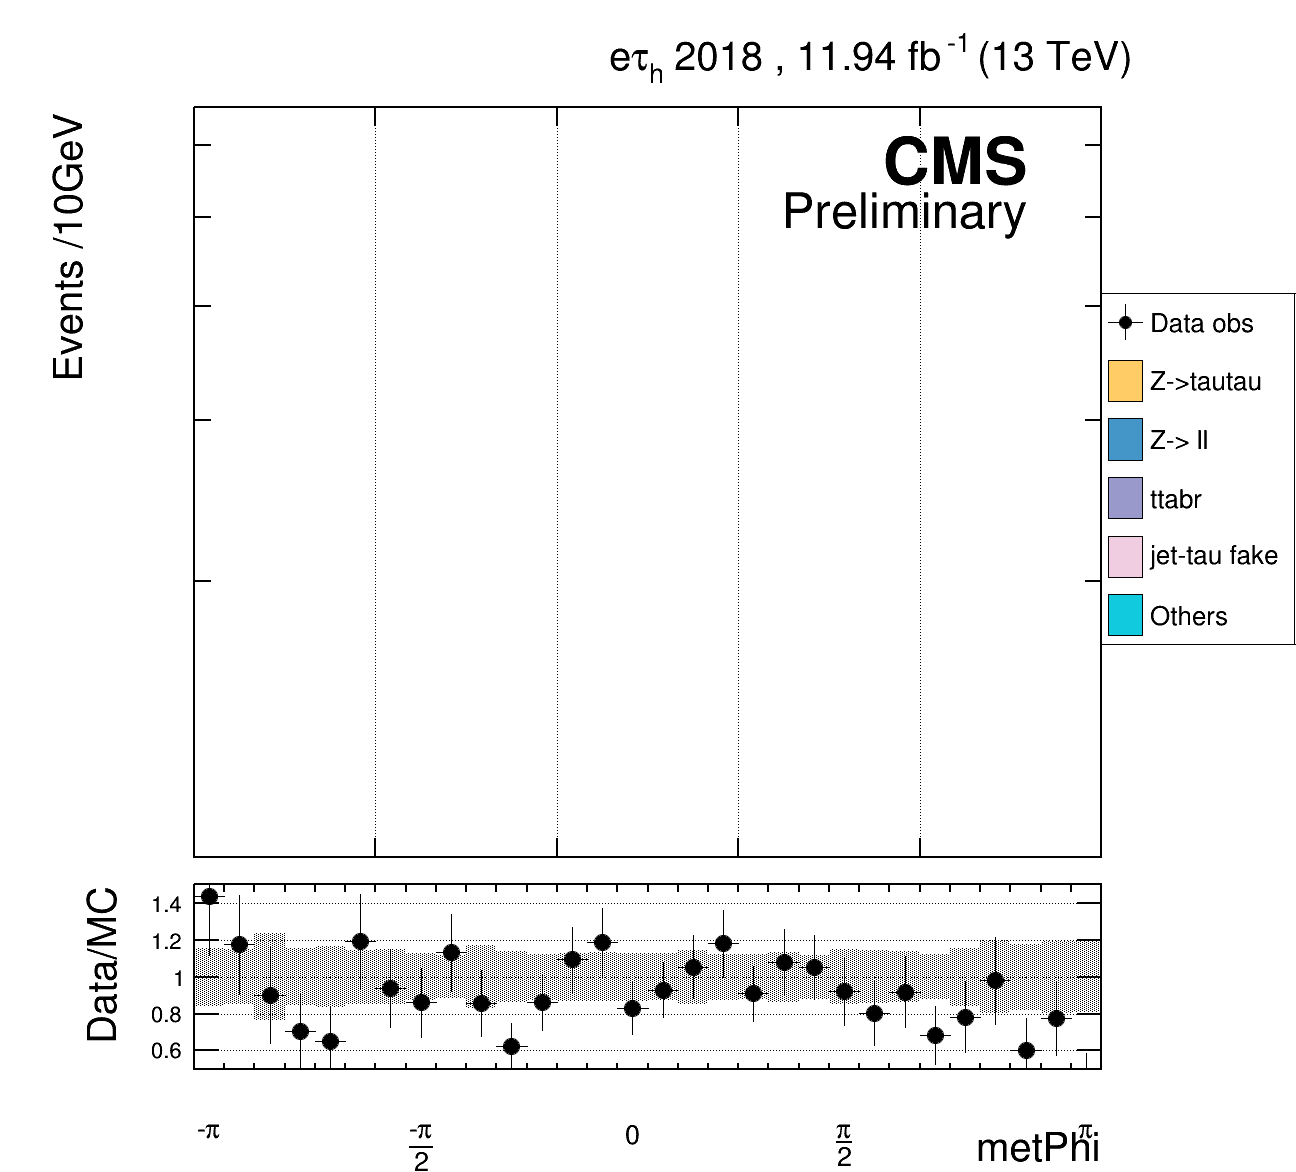 eτh 2018 , 11.94 fb-1 (13 TeV)
Events /10GeV
CMS
Preliminary
Data obs
Z->tautau
Z-> ll
ttabr
jet-tau fake
Others
Data/MC
1.4
1.2
1
0.8
0.6
-π
-π/2
0
π/2
π
metPhi